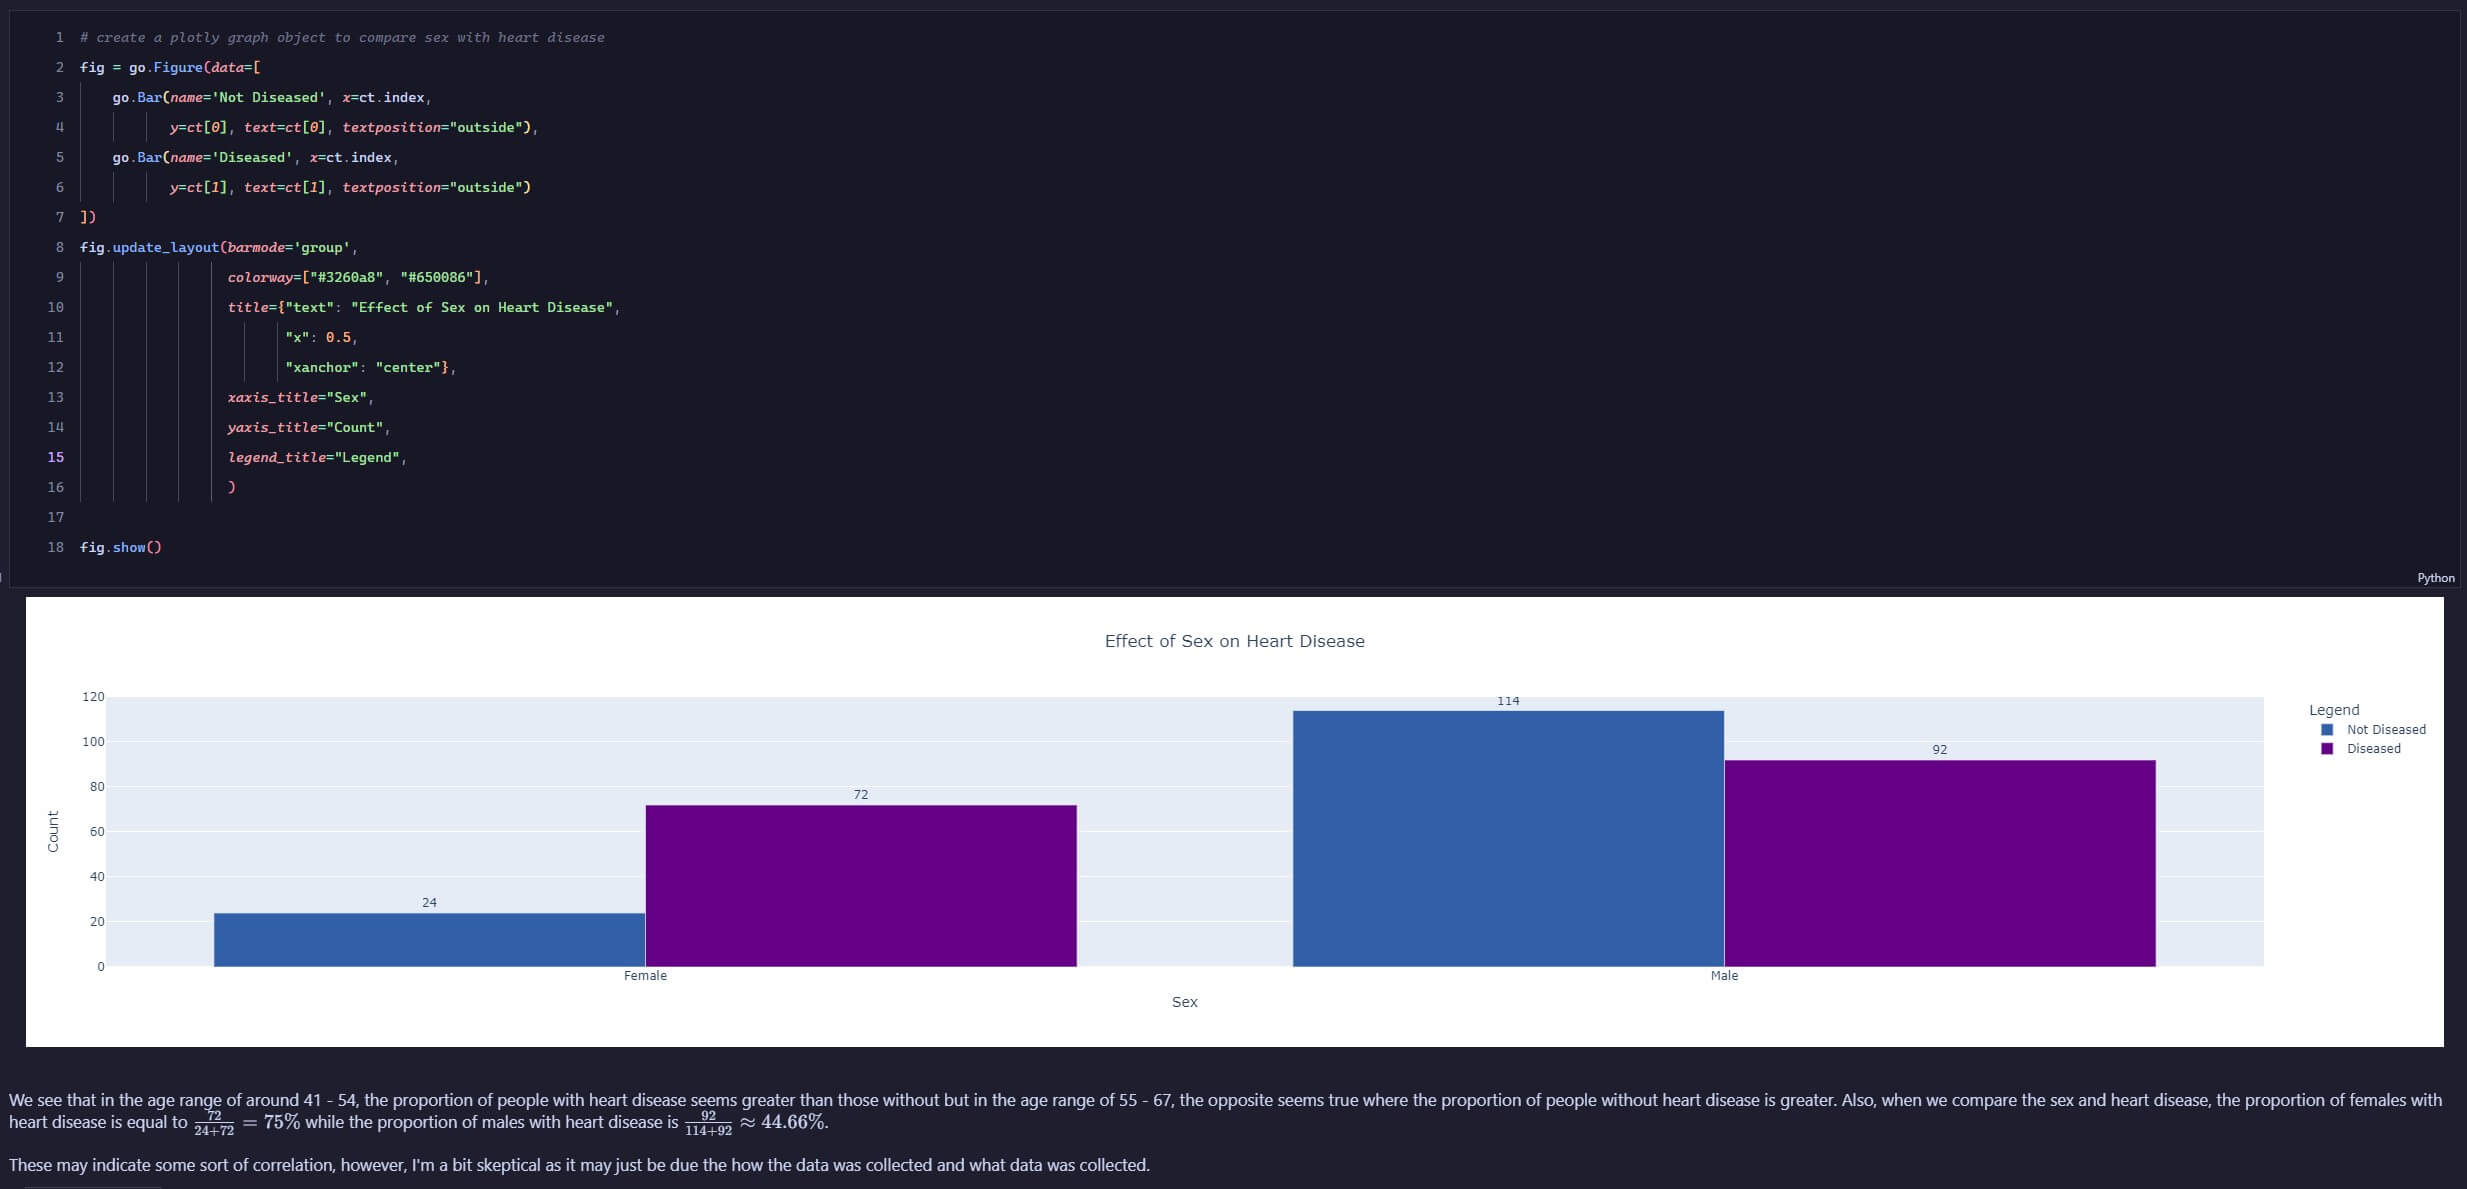 1 # create a plotly graph object to compare sex with heart disease
2 fig = go.Figure(data=[
3 go.Bar(name='Not Diseased', x=ct.index,
4 y=ct[0], text=ct[0], textposition="outside"),
5 go.Bar(name='Diseased', x=ct.index,
6 y=ct[1], text=ct[1], textposition="outside")
7 ])
8 fig.update_layout(barmode='group',
9 colorway=["#3260a8", "#650086"],
10 title={"text": "Effect of Sex on Heart Disease",
11 "x": 0.5,
12 "xanchor": "center"},
13 xaxis_title="Sex",
14 yaxis_title="Count",
15 legend_title="Legend",
16 )
17
18 fig.show()
Python
Effect of Sex on Heart Disease
120
100
80
60
40
20
0
Count
24
72
114
92
Female
Male
Sex
Legend
Not Diseased
Diseased
We see that in the age range of around 41 - 54, the proportion of people with heart disease seems greater than those without but in the age range of 55 - 67, the opposite seems true where the proportion of people without heart disease is greater. Also, when we compare the sex and heart disease, the proportion of females with
heart disease is equal to 72/24+72 = 75% while the proportion of males with heart disease is 92/114+92 ≈ 44.66%.
These may indicate some sort of correlation, however, I'm a bit skeptical as it may just be due the how the data was collected and what data was collected.